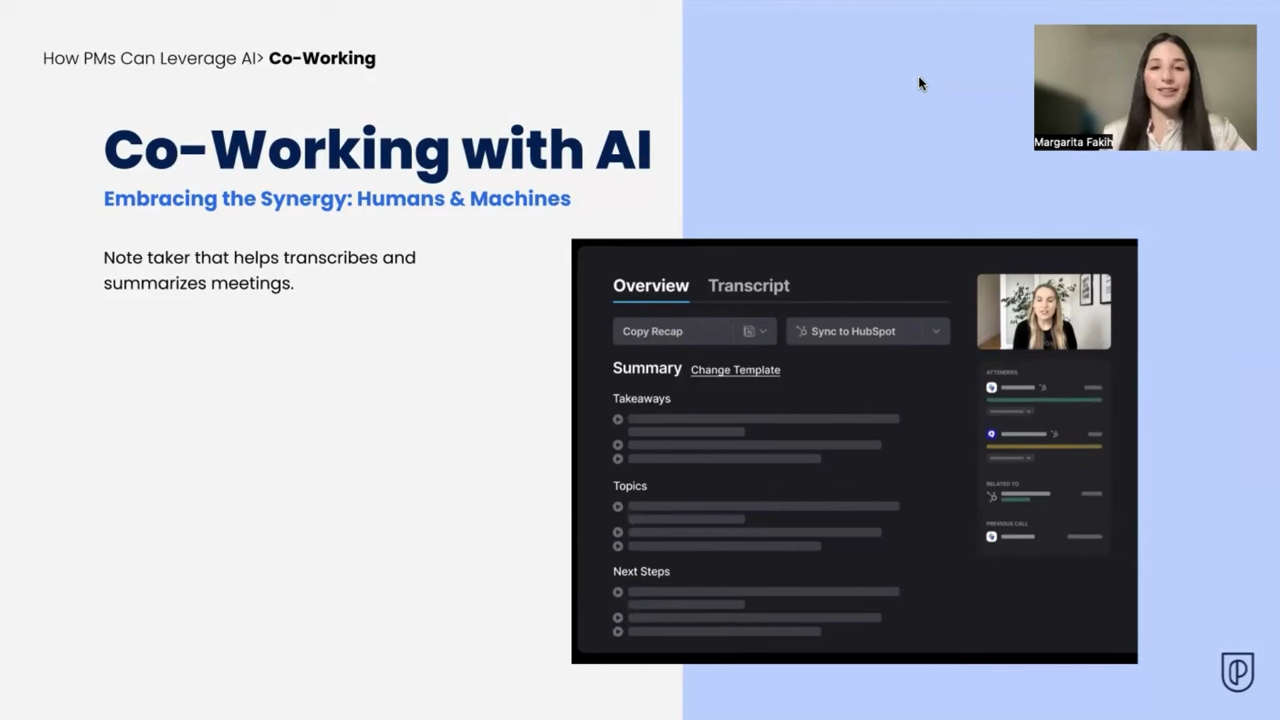 How PMs Can Leverage AI> Co-Working
Co-Working with AI
Embracing the Synergy: Humans & Machines
Note taker that helps transcribes and
summarizes meetings.
Margarita Fakih
Overview Transcript
Copy Recap
Sync to HubSpot
Summary Change Template
Takeaways
Topics
Next Steps
ATTENDEES
RELATED TO
PREVIOUS CALL